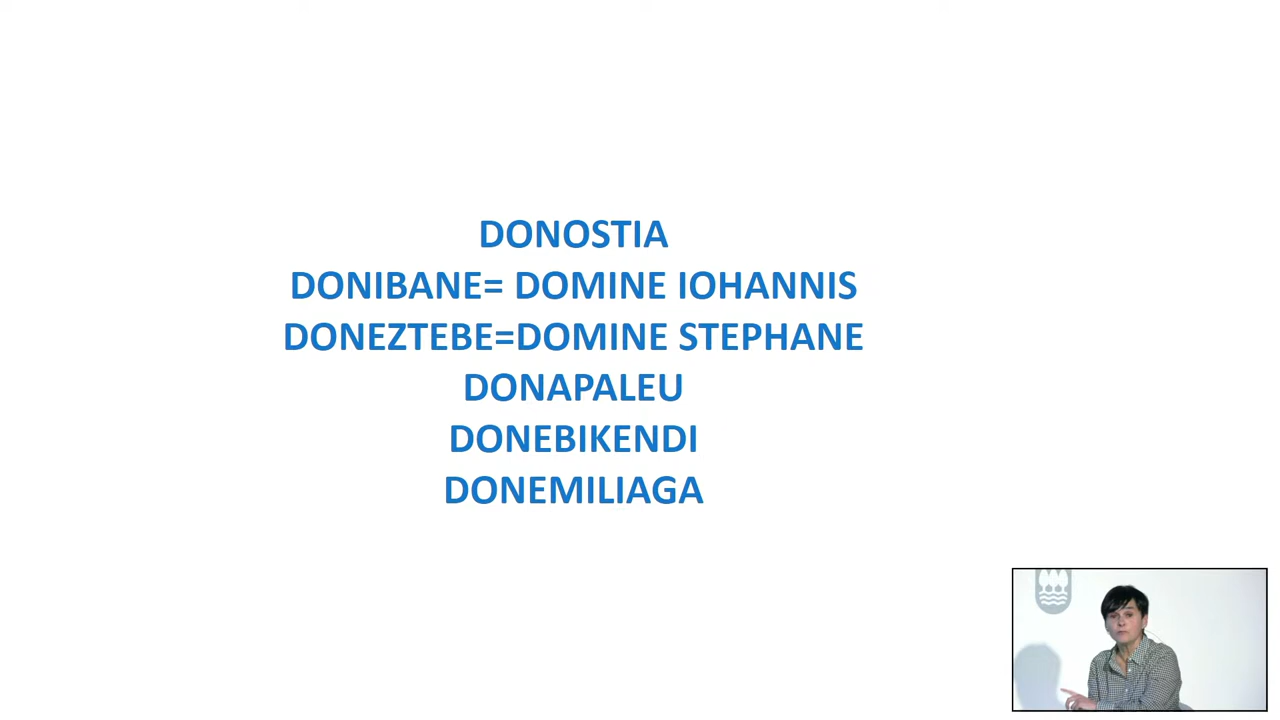 DONOSTIA
DONIBANE= DOMINE IOHANNIS
DONEZTEBE=DOMINE STEPHANE
DONAPALEU
DONEBIKENDI
DONEMILIAGA